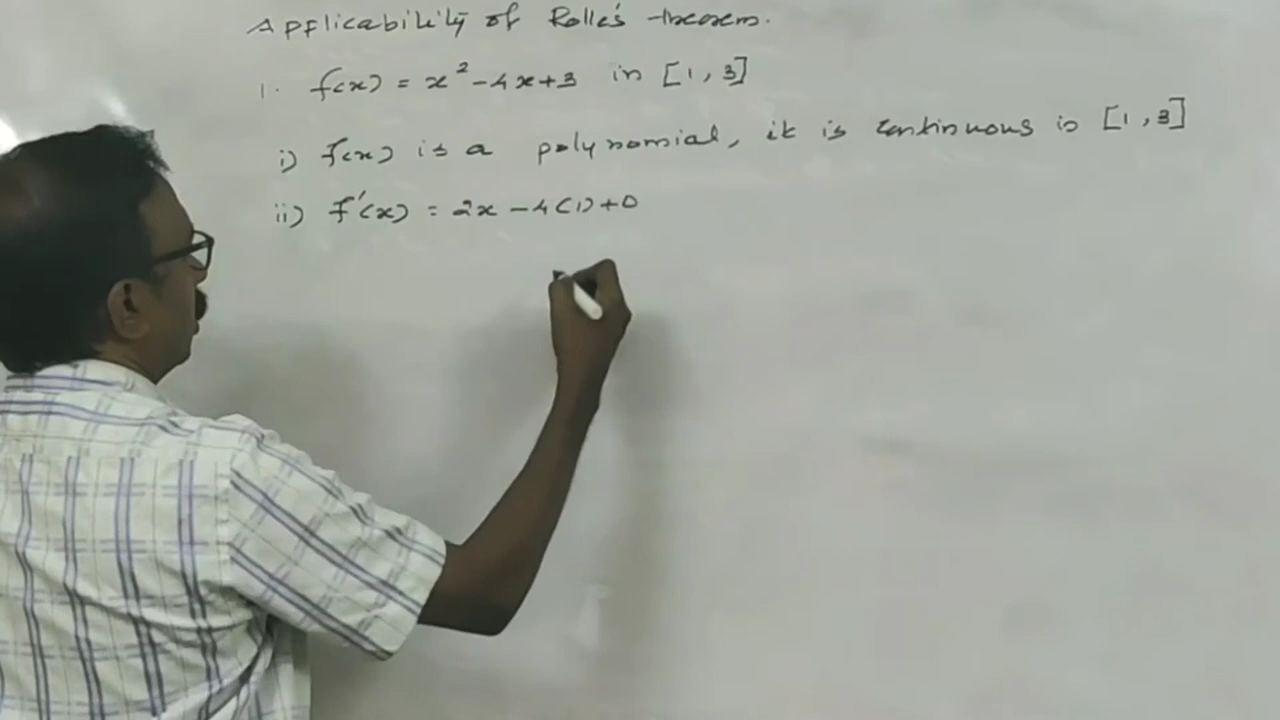 Applicability of Rolle's theorem.
1. f(x) = x² - 4x + 3 in [1, 3]
i) f(x) is a polynomial, it is continuous in [1, 3]
ii) f'(x) = 2x - 4(1) + 0